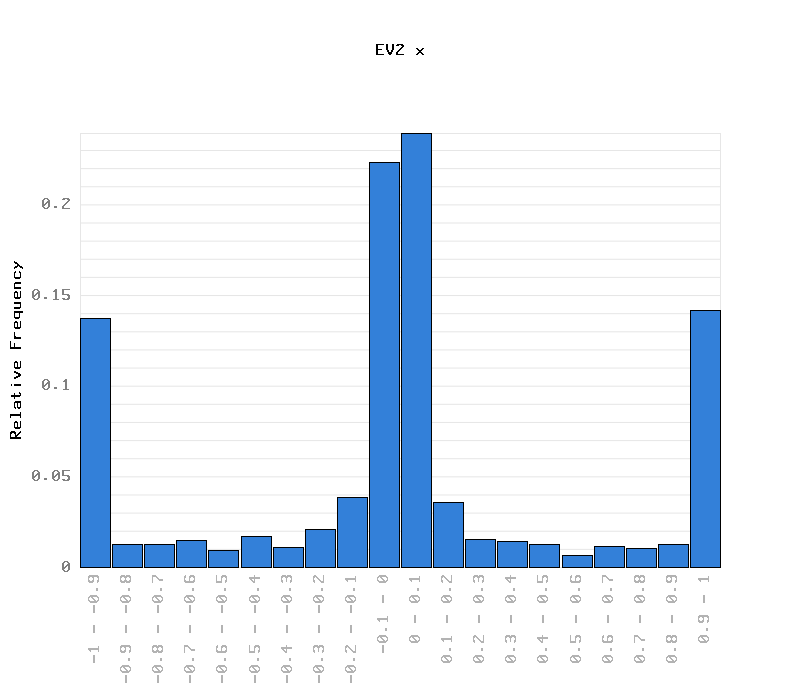 EV2 x
Relative Frequency
0.2
0.15
0.1
0.05
0
-1 - -0.9
-0.9 - -0.8
-0.8 - -0.7
-0.7 - -0.6
-0.6 - -0.5
-0.5 - -0.4
-0.4 - -0.3
-0.3 - -0.2
-0.2 - -0.1
-0.1 - 0
0 - 0.1
0.1 - 0.2
0.2 - 0.3
0.3 - 0.4
0.4 - 0.5
0.5 - 0.6
0.6 - 0.7
0.7 - 0.8
0.8 - 0.9
0.9 - 1